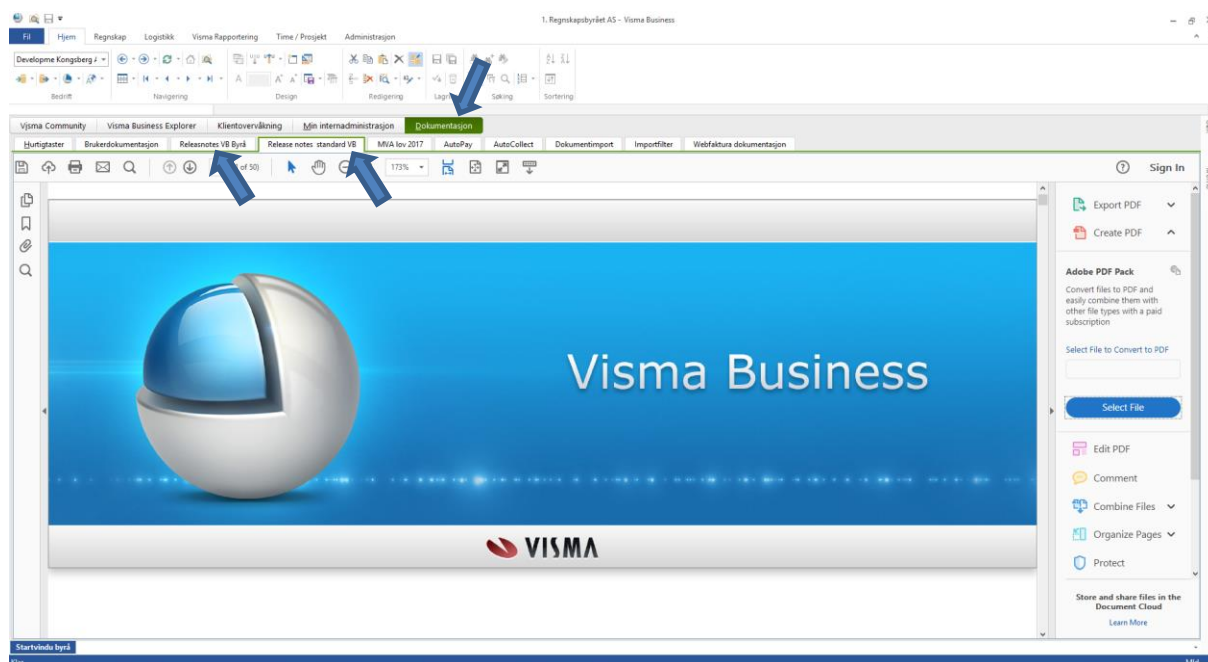 1. Regnskapsbyrået AS - Visma Business
Fil Hjem Regnskap Logistikk Visma Rapportering Time / Prosjekt Administrasjon
Developme Kongsberg
Bedrift Navigering Design Redigering Søking Sortering
Visma Community Visma Business Explorer Klientovervåkning Min internadministrasjon Dokumentasjon
Hurtigtaster Brukerdokumentasjon Releasnotes VB Byrå Release notes standard VB MVA lov 2017 AutoPay AutoCollect Dokumentimport Importfilter Webfaktura dokumentasjon
of 50) 173% Sign In
Export PDF
Create PDF
Adobe PDF Pack
Convert files to PDF and
easily combine them with
other file types with a paid
subscription
Select File to Convert to PDF
Select File
Visma Business
Edit PDF
Comment
Combine Files
Organize Pages
Protect
VISMA
Store and share files in the
Document Cloud
Learn More
Startvindu byrå